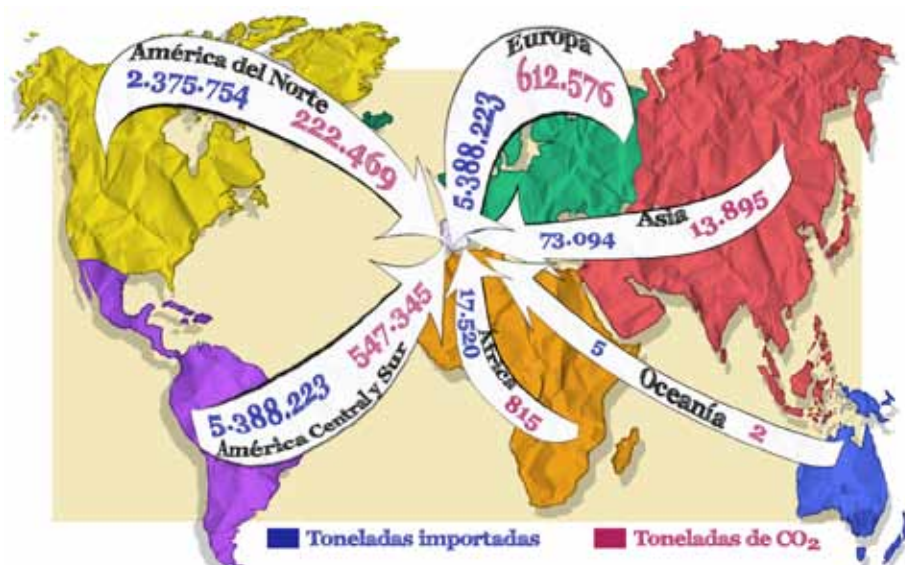 América del Norte
2.375.754
222.469
Europa
612.576
5.388.223
Asia
73.094
13.895
547.345
5.388.223
América Central y Sur
17.520
África
815
5
Oceanía
2
Toneladas importadas
Toneladas de CO₂